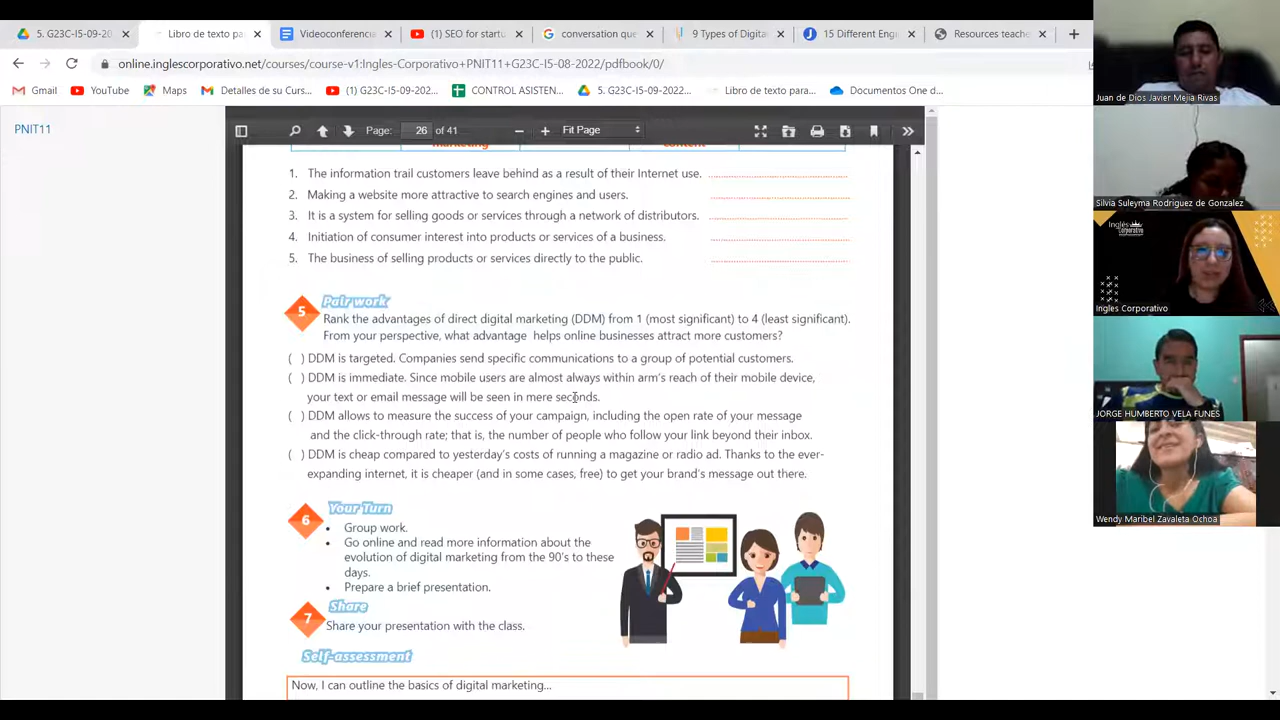 5. G23C-I5-09-20
Libro de texto pa
Videoconferencia
(1) SEO for startu
conversation que
9 Types of Digita
15 Different Eng
Resources teache
online.inglescorporativo.net/courses/course-v1:Ingles-Corporativo+PNIT11+G23C-I5-08-2022/pdfbook/0/
Gmail
YouTube
Maps
Detalles de su Curs...
(1) G23C-I5-09-202...
CONTROL ASISTEN...
5. G23C-I5-09-2022...
Libro de texto para...
Documentos One d...
PNIT11
Page: 26 of 41
Fit Page
marketing content
1. The information trail customers leave behind as a result of their Internet use.
2. Making a website more attractive to search engines and users.
3. It is a system for selling goods or services through a network of distributors.
4. Initiation of consumer interest into products or services of a business.
5. The business of selling products or services directly to the public.
5 Pair work
Rank the advantages of direct digital marketing (DDM) from 1 (most significant) to 4 (least significant).
From your perspective, what advantage helps online businesses attract more customers?
( ) DDM is targeted. Companies send specific communications to a group of potential customers.
( ) DDM is immediate. Since mobile users are almost always within arm's reach of their mobile device,
your text or email message will be seen in mere seconds.
( ) DDM allows to measure the success of your campaign, including the open rate of your message
and the click-through rate; that is, the number of people who follow your link beyond their inbox.
( ) DDM is cheap compared to yesterday's costs of running a magazine or radio ad. Thanks to the ever-
expanding internet, it is cheaper (and in some cases, free) to get your brand's message out there.
6 Your Turn
• Group work.
• Go online and read more information about the
evolution of digital marketing from the 90's to these
days.
• Prepare a brief presentation.
7 Share
Share your presentation with the class.
Self-assessment
Now, I can outline the basics of digital marketing...
Juan de Dios Javier Mejia Rivas
Silvia Suleyma Rodriguez de Gonzalez
Inglés
Corporativo
Ingles Corporativo
JORGE HUMBERTO VELA FUNES
Wendy Maribel Zavaleta Ochoa